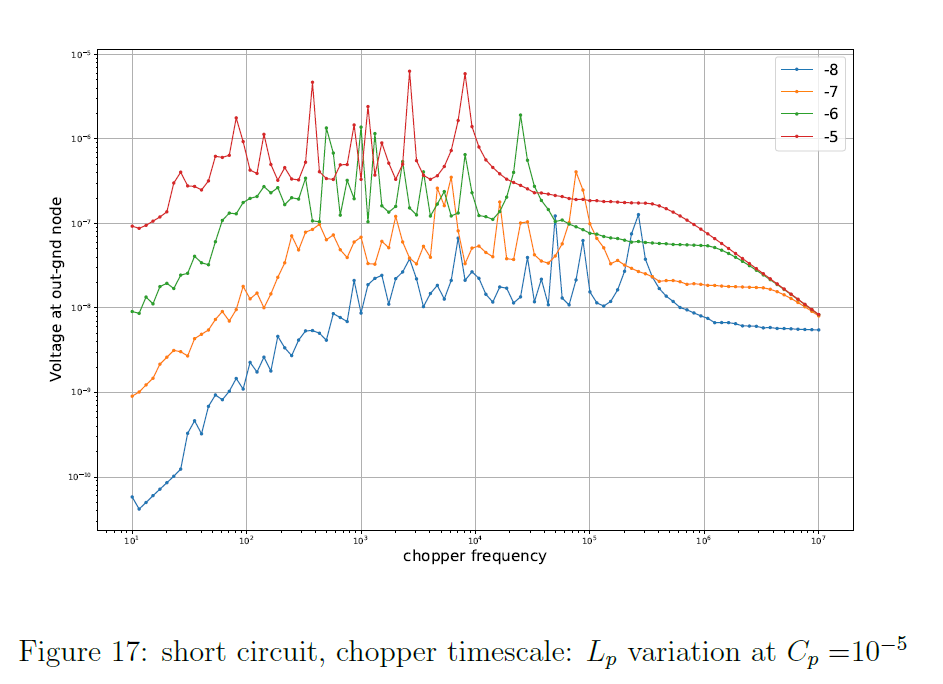 10⁻⁵
10⁻⁶
10⁻⁷
10⁻⁸
10⁻⁹
10⁻¹⁰
Voltage at out-gnd node
-8
-7
-6
-5
10¹ 10² 10³ 10⁴ 10⁵ 10⁶ 10⁷
chopper frequency
Figure 17: short circuit, chopper timescale: Lₚ variation at Cₚ =10⁻⁵